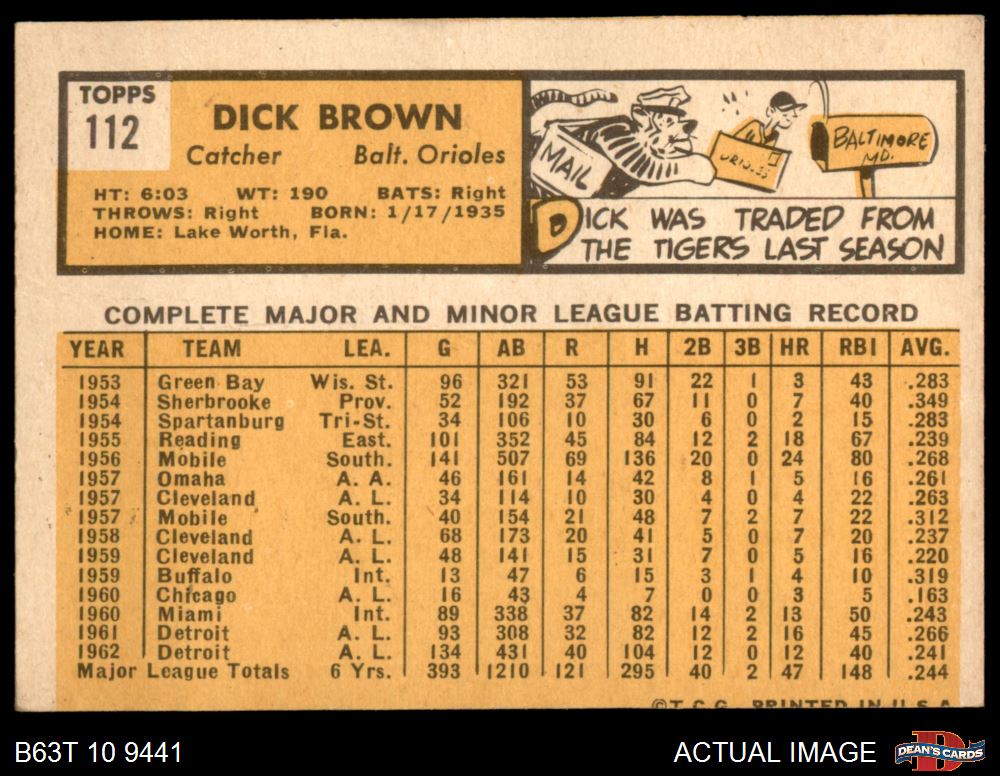 TOPPS
112
DICK BROWN
Catcher Balt. Orioles
HT: 6:03 WT: 190 BATS: Right
THROWS: Right BORN: 1/17/1935
HOME: Lake Worth, Fla.
MAIL
ORIOLES
BALTIMORE
MD.
DICK WAS TRADED FROM
THE TIGERS LAST SEASON
COMPLETE MAJOR AND MINOR LEAGUE BATTING RECORD
YEAR TEAM LEA. G AB R H 2B 3B HR RBI AVG.
1953 Green Bay Wis. St. 96 321 53 91 22 1 3 43 .283
1954 Sherbrooke Prov. 52 192 37 67 11 0 7 40 .349
1954 Spartanburg Tri-St. 34 106 10 30 6 0 2 15 .283
1955 Reading East. 101 352 45 84 12 2 18 67 .239
1956 Mobile South. 141 507 69 136 20 0 24 80 .268
1957 Omaha A. A. 46 161 14 42 8 1 5 16 .261
1957 Cleveland A. L. 34 114 10 30 4 0 4 22 .263
1957 Mobile South. 40 154 21 48 7 2 7 22 .312
1958 Cleveland A. L. 68 173 20 41 5 0 7 20 .237
1959 Cleveland A. L. 48 141 15 31 7 0 5 16 .220
1959 Buffalo Int. 13 47 6 15 3 1 4 10 .319
1960 Chicago A. L. 16 43 4 7 0 0 3 5 .163
1960 Miami Int. 89 338 37 82 14 2 13 50 .243
1961 Detroit A. L. 93 308 32 82 12 2 16 45 .266
1962 Detroit A. L. 134 431 40 104 12 0 12 40 .241
Major League Totals 6 Yrs. 393 1210 121 295 40 2 47 148 .244
©T.C.G. PRINTED IN U.S.A.
B63T 10 9441 ACTUAL IMAGE
D
DEAN'S CARDS